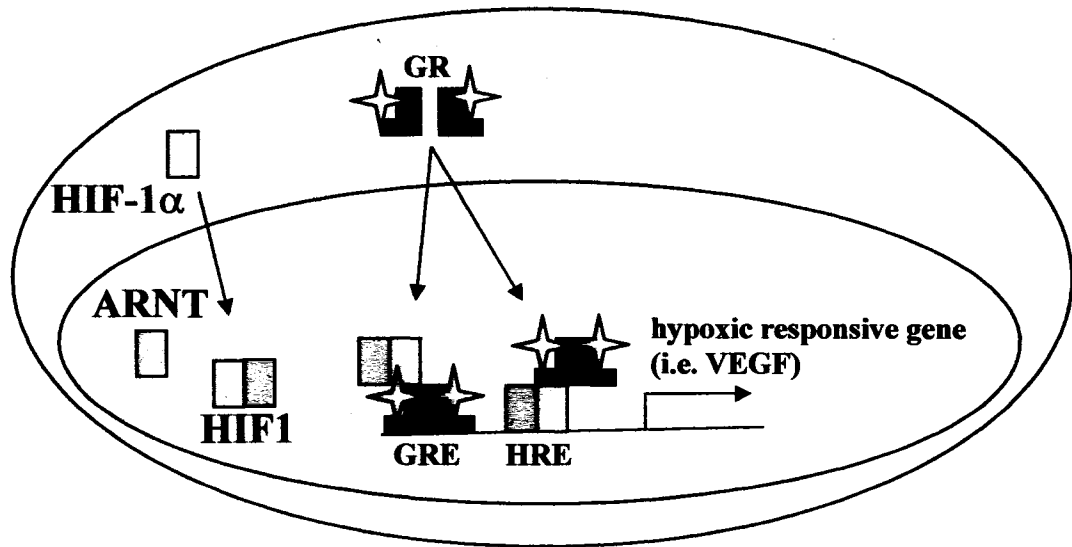 GR
HIF-1α
ARNT
HIF1
hypoxic responsive gene
(i.e. VEGF)
GRE
HRE